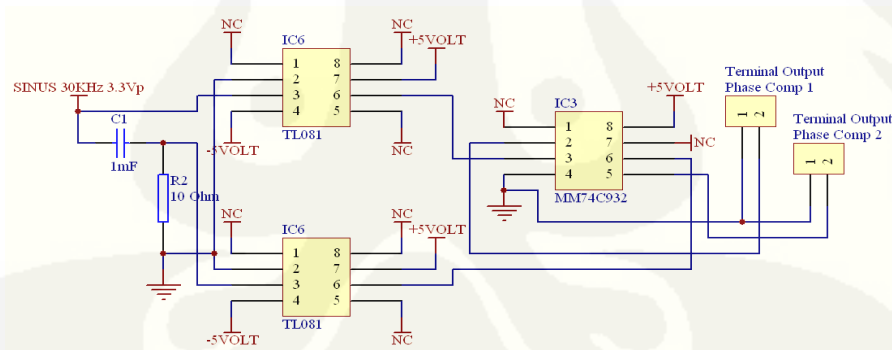 NC
NC
IC6
+5VOLT
1 8
2 7
3 6
4 5
SINUS 30KHz 3.3Vp
C1
1mF
-5VOLT
TL081
NC
R2
10 Ohm
NC
IC3
+5VOLT
1 8
2 7
3 6
4 5
NC
MM74C932
Terminal Output
Phase Comp 1
1 2
Terminal Output
Phase Comp 2
1 2
NC
NC
IC6
+5VOLT
1 8
2 7
3 6
4 5
-5VOLT
TL081
NC